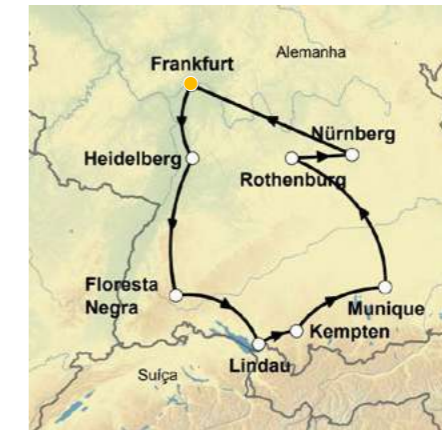 Alemanha
Frankfurt
Nürnberg
Heidelberg
Rothenburg
Floresta
Negra
Munique
Kempten
Lindau
Suíça